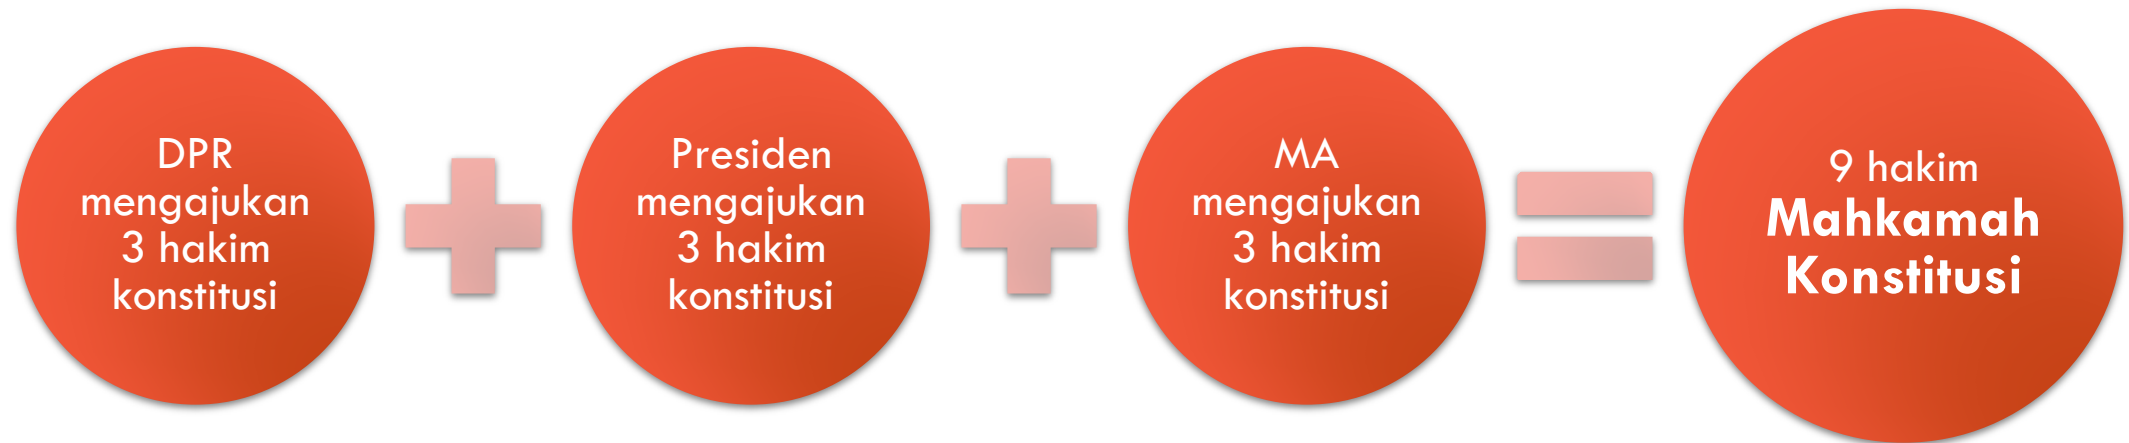 DPR
mengajukan
3 hakim
konstitusi
Presiden
mengajukan
3 hakim
konstitusi
MA
mengajukan
3 hakim
konstitusi
9 hakim
Mahkamah
Konstitusi